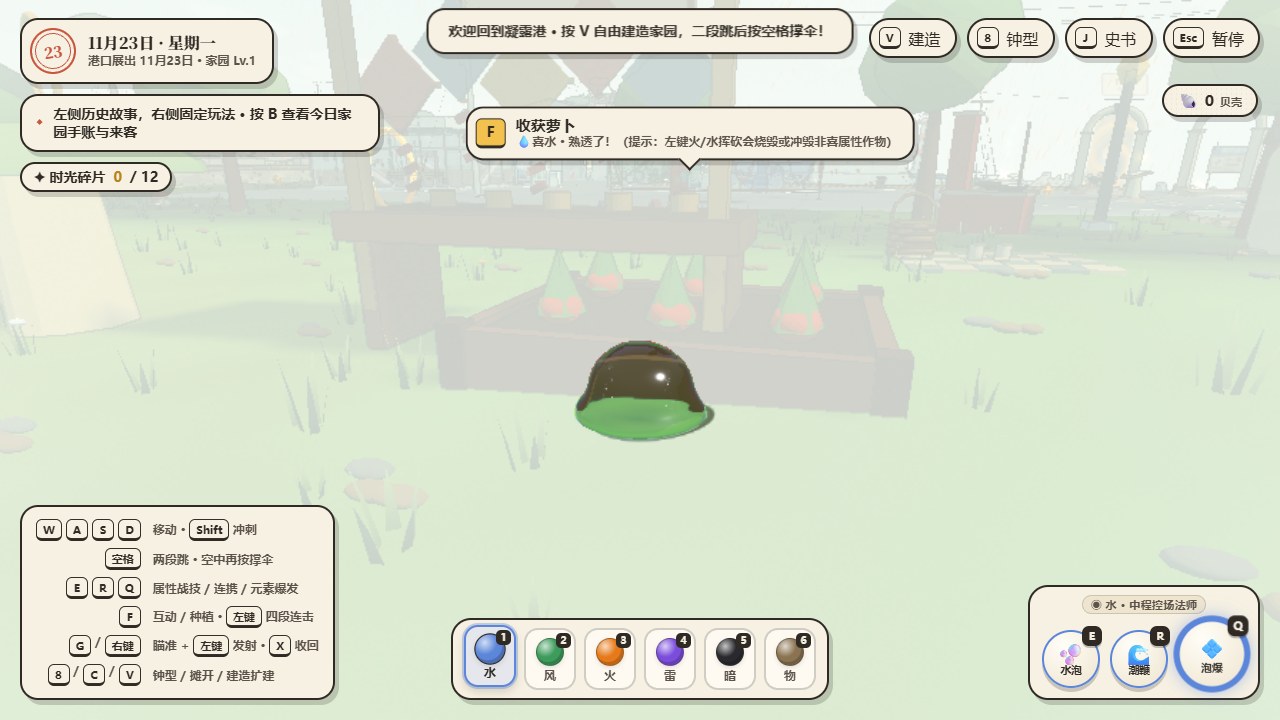 23
11月23日 · 星期一
港口展出 11月23日 • 家园 Lv.1
欢迎回到凝露港 • 按 V 自由建造家园，二段跳后按空格撑伞！
V 建造
8 钟型
J 史书
Esc 暂停
左侧历史故事，右侧固定玩法 • 按 B 查看今日家
园手账与来客
0 贝壳
F 收获萝卜
💧喜水 • 熟透了！（提示：左键火/水挥砍会烧毁或冲毁非喜属性作物）
✦ 时光碎片 0 / 12
W A S D 移动 • Shift 冲刺
空格 两段跳 • 空中再按撑伞
E R Q 属性战技 / 连携 / 元素爆发
F 互动 / 种植 • 左键 四段连击
G / 右键 瞄准 + 左键 发射 • X 收回
8 / C / V 钟型 / 摊开 / 建造扩建
1 水
2 风
3 火
4 雷
5 暗
6 物
◉ 水 • 中程控场法师
E 水泡
R 潮鞭
Q 泡爆